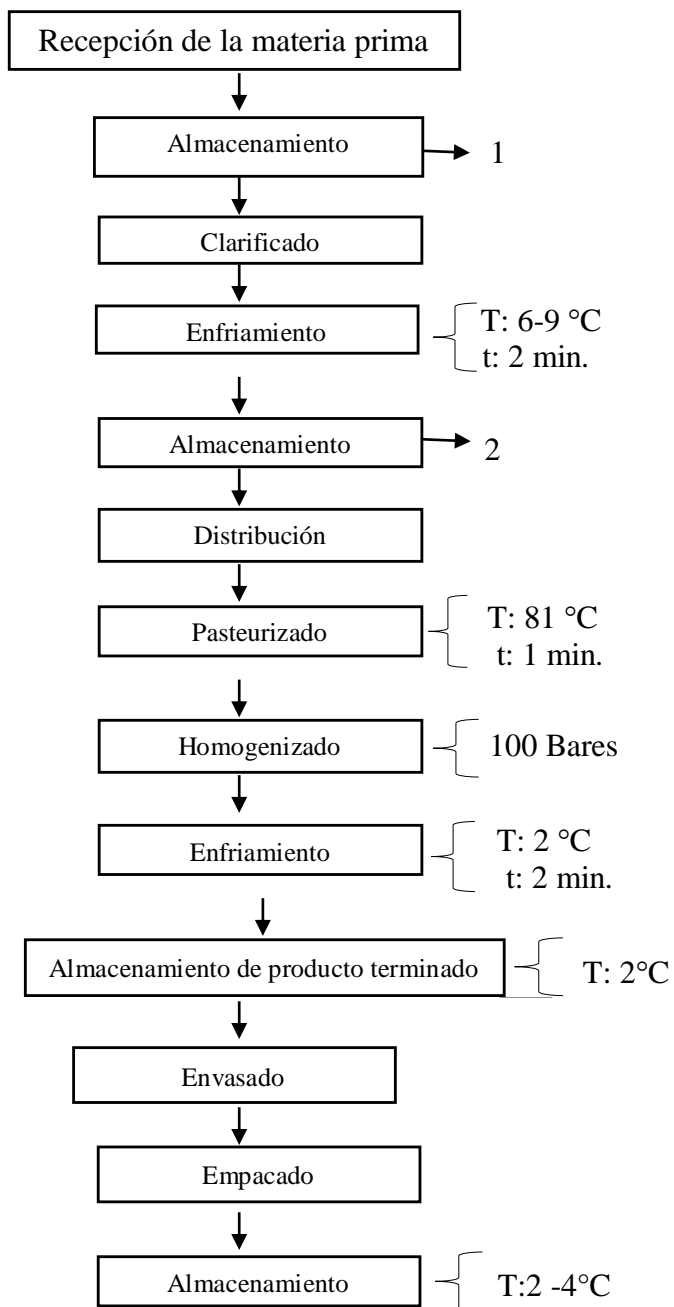 Recepción de la materia prima
Almacenamiento
1
Clarificado
Enfriamiento
T: 6-9 °C
t: 2 min.
Almacenamiento
2
Distribución
Pasteurizado
T: 81 °C
t: 1 min.
Homogenizado
100 Bares
Enfriamiento
T: 2 °C
t: 2 min.
Almacenamiento de producto terminado
T: 2°C
Envasado
Empacado
Almacenamiento
T:2 -4°C